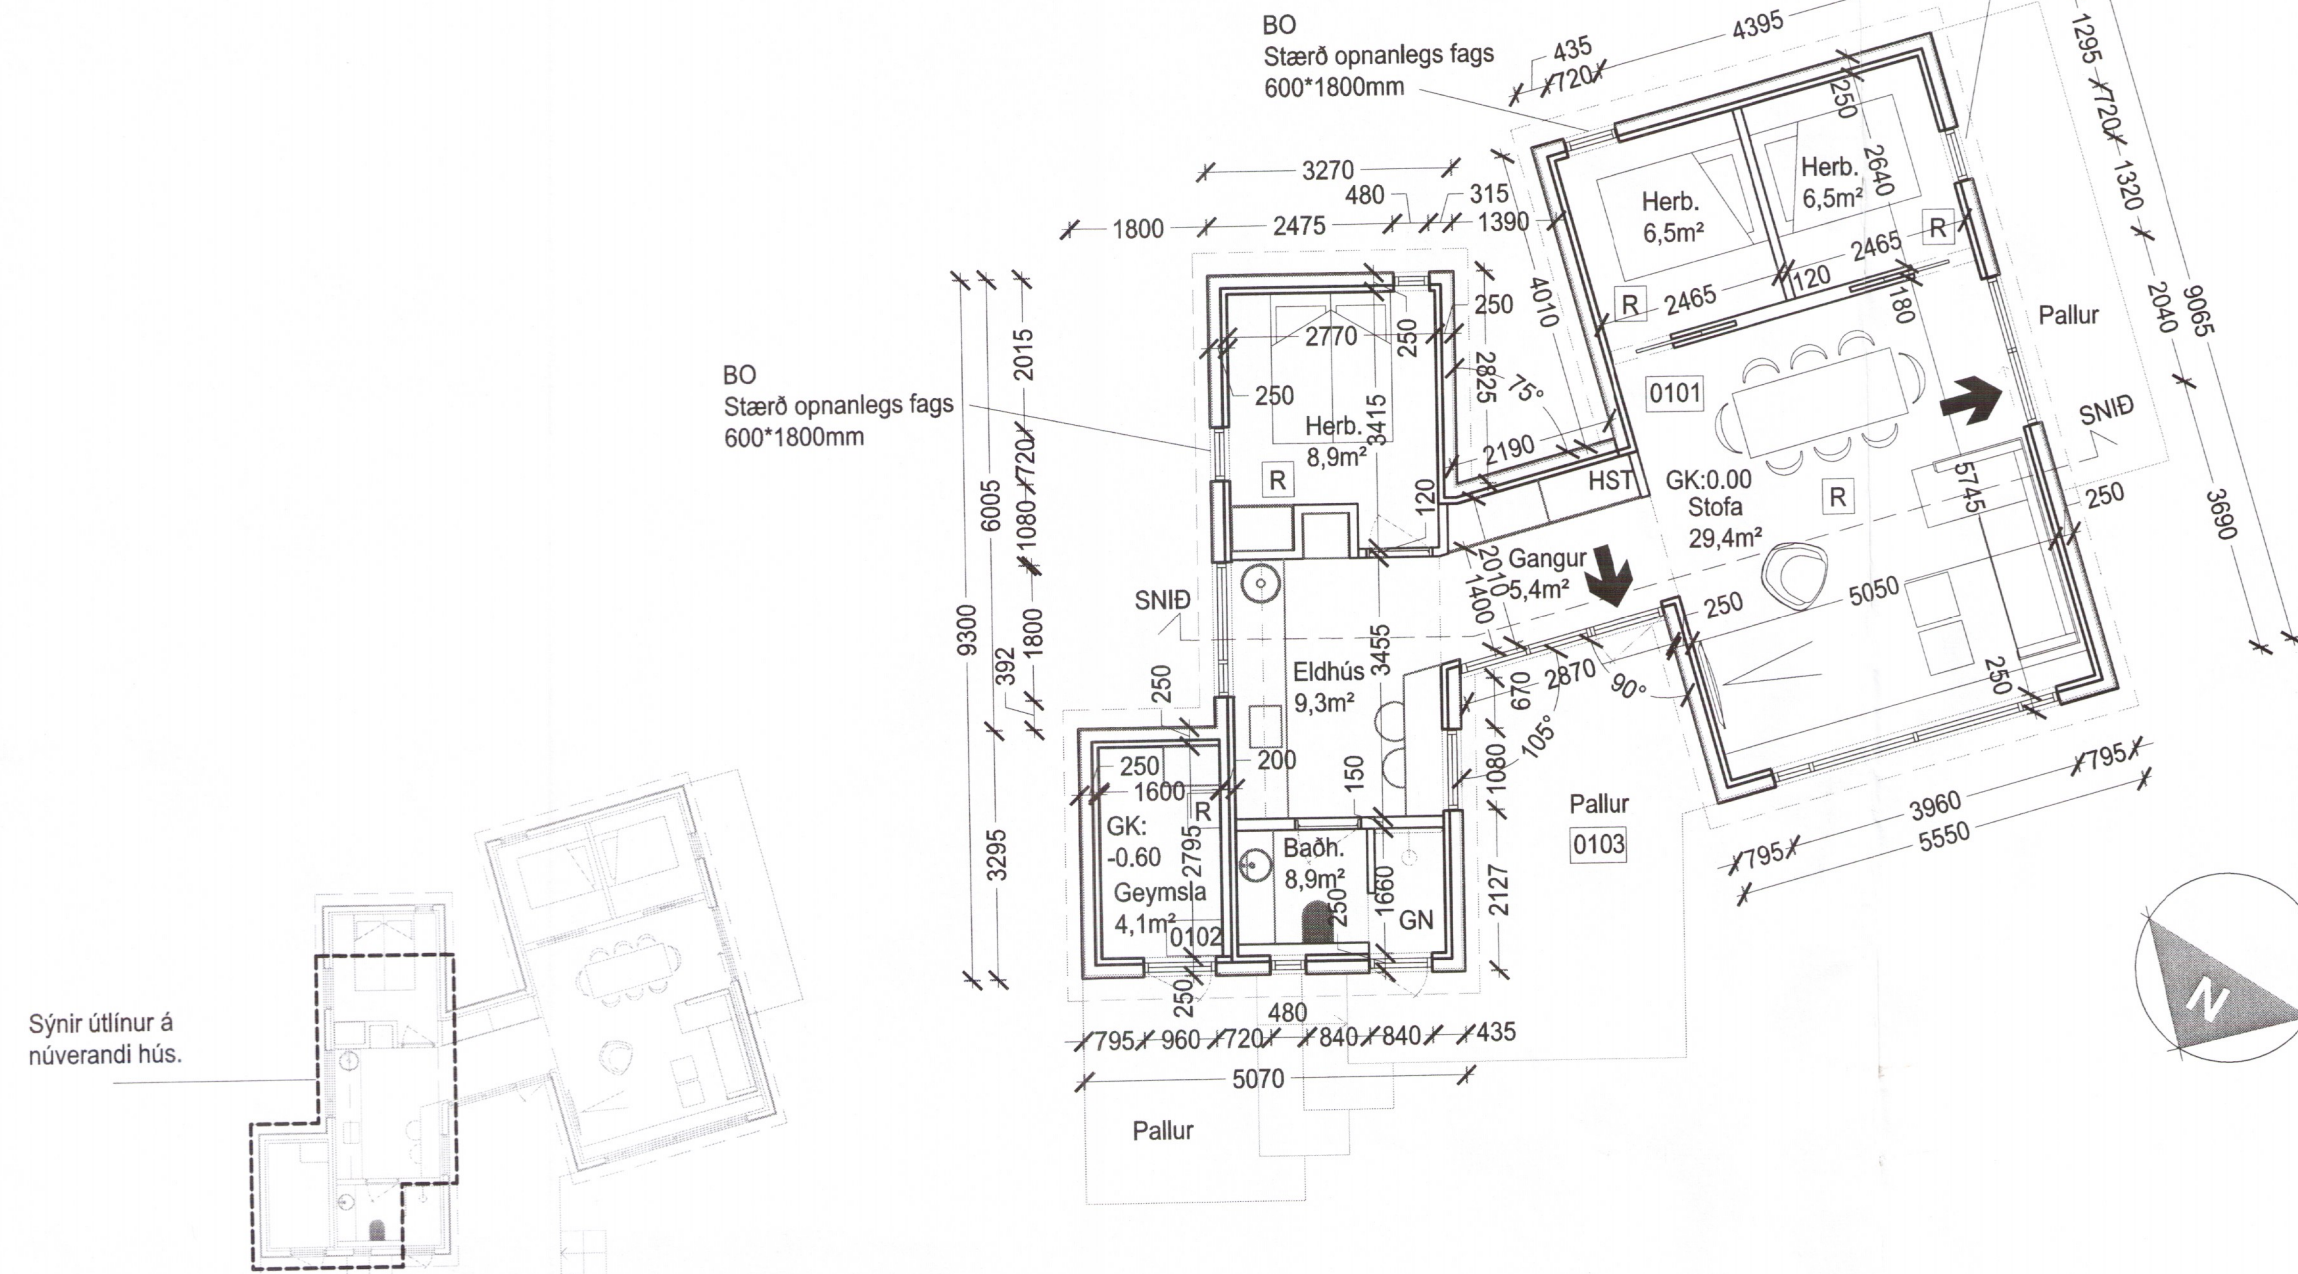 BO
Stærð opnanlegs fags
600*1800mm
435
720
4395
250
1295
720
1320
2040
9065
3690
3270
480
315
1800
2475
1390
4010
Herb.
6,5m²
Herb.
6,5m²
2640
R
2465
120
2465
R
180
Pallur
SNIÐ
250
BO
Stærð opnanlegs fags
600*1800mm
2015
720
1080
6005
9300
1800
392
3295
2770
250
250
250
Herb.
8,9m²
3415
R
120
2825
75°
2190
HST
0101
GK:0.00
Stofa
29,4m²
R
5745
5050
250
250
Gangur
5,4m²
2010
1400
SNIÐ
Eldhús
9,3m²
3455
670
2870
90°
105°
1080
2127
250
250
200
1600
R
150
GK:
-0.60
2795
Geymsla
4,1m²
0102
Baðh.
8,9m²
250
1660
GN
250
480
795
960
720
840
840
435
5070
Pallur
Pallur
0103
795
3960
795
5550
N
Sýnir útlínur á
núverandi hús.